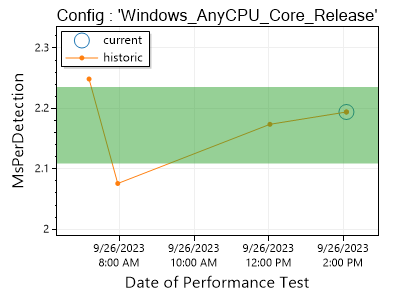 Config : 'Windows_AnyCPU_Core_Release'
current
historic
2.3
2.2
2.1
2
MsPerDetection
9/26/2023 9/26/2023 9/26/2023 9/26/2023
8:00 AM 10:00 AM 12:00 PM 2:00 PM
Date of Performance Test